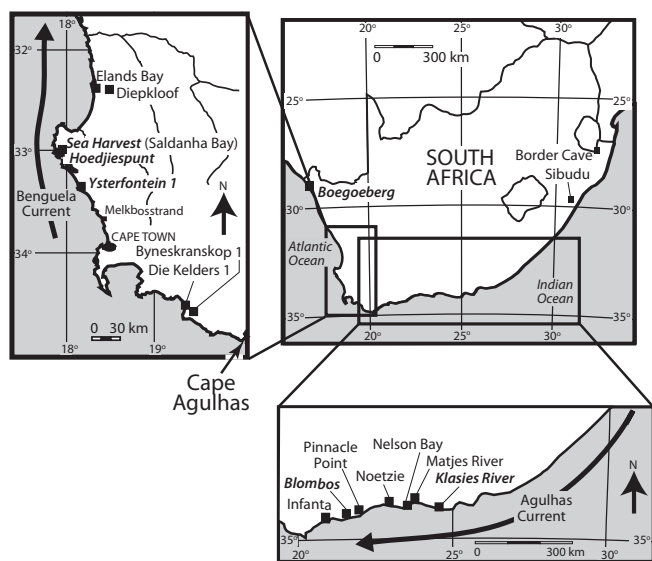 18°
19°
32°
Elands Bay
Diepkloof
Sea Harvest (Saldanha Bay)
33°
Hoedjiespunt
Ysterfontein 1
N
Benguela
Current
Melkbosstrand
CAPE TOWN
Byneskranskop 1
34°
Die Kelders 1
0 30 km
18°
19°
Cape
Agulhas
20°
0 300 km
25°
25°
SOUTH
AFRICA
Border Cave
Sibudu
Boegoeberg
30°
30°
Atlantic
Ocean
Indian
Ocean
35°
35°
20°
25°
30°
Nelson Bay
Pinnacle
Point
Matjes River
Blombos
Noetzie
Klasies River
Infanta
N
Agulhas
Current
30°
35°
20°
25°
0 300 km
35°